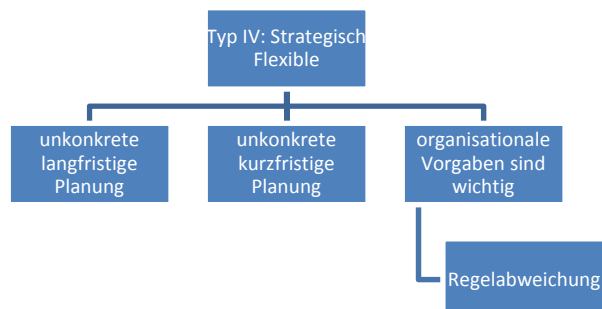 Typ IV: Strategisch
Flexible
unkonkrete
langfristige
Planung
unkonkrete
kurzfristige
Planung
organisationale
Vorgaben sind
wichtig
Regelabweichung